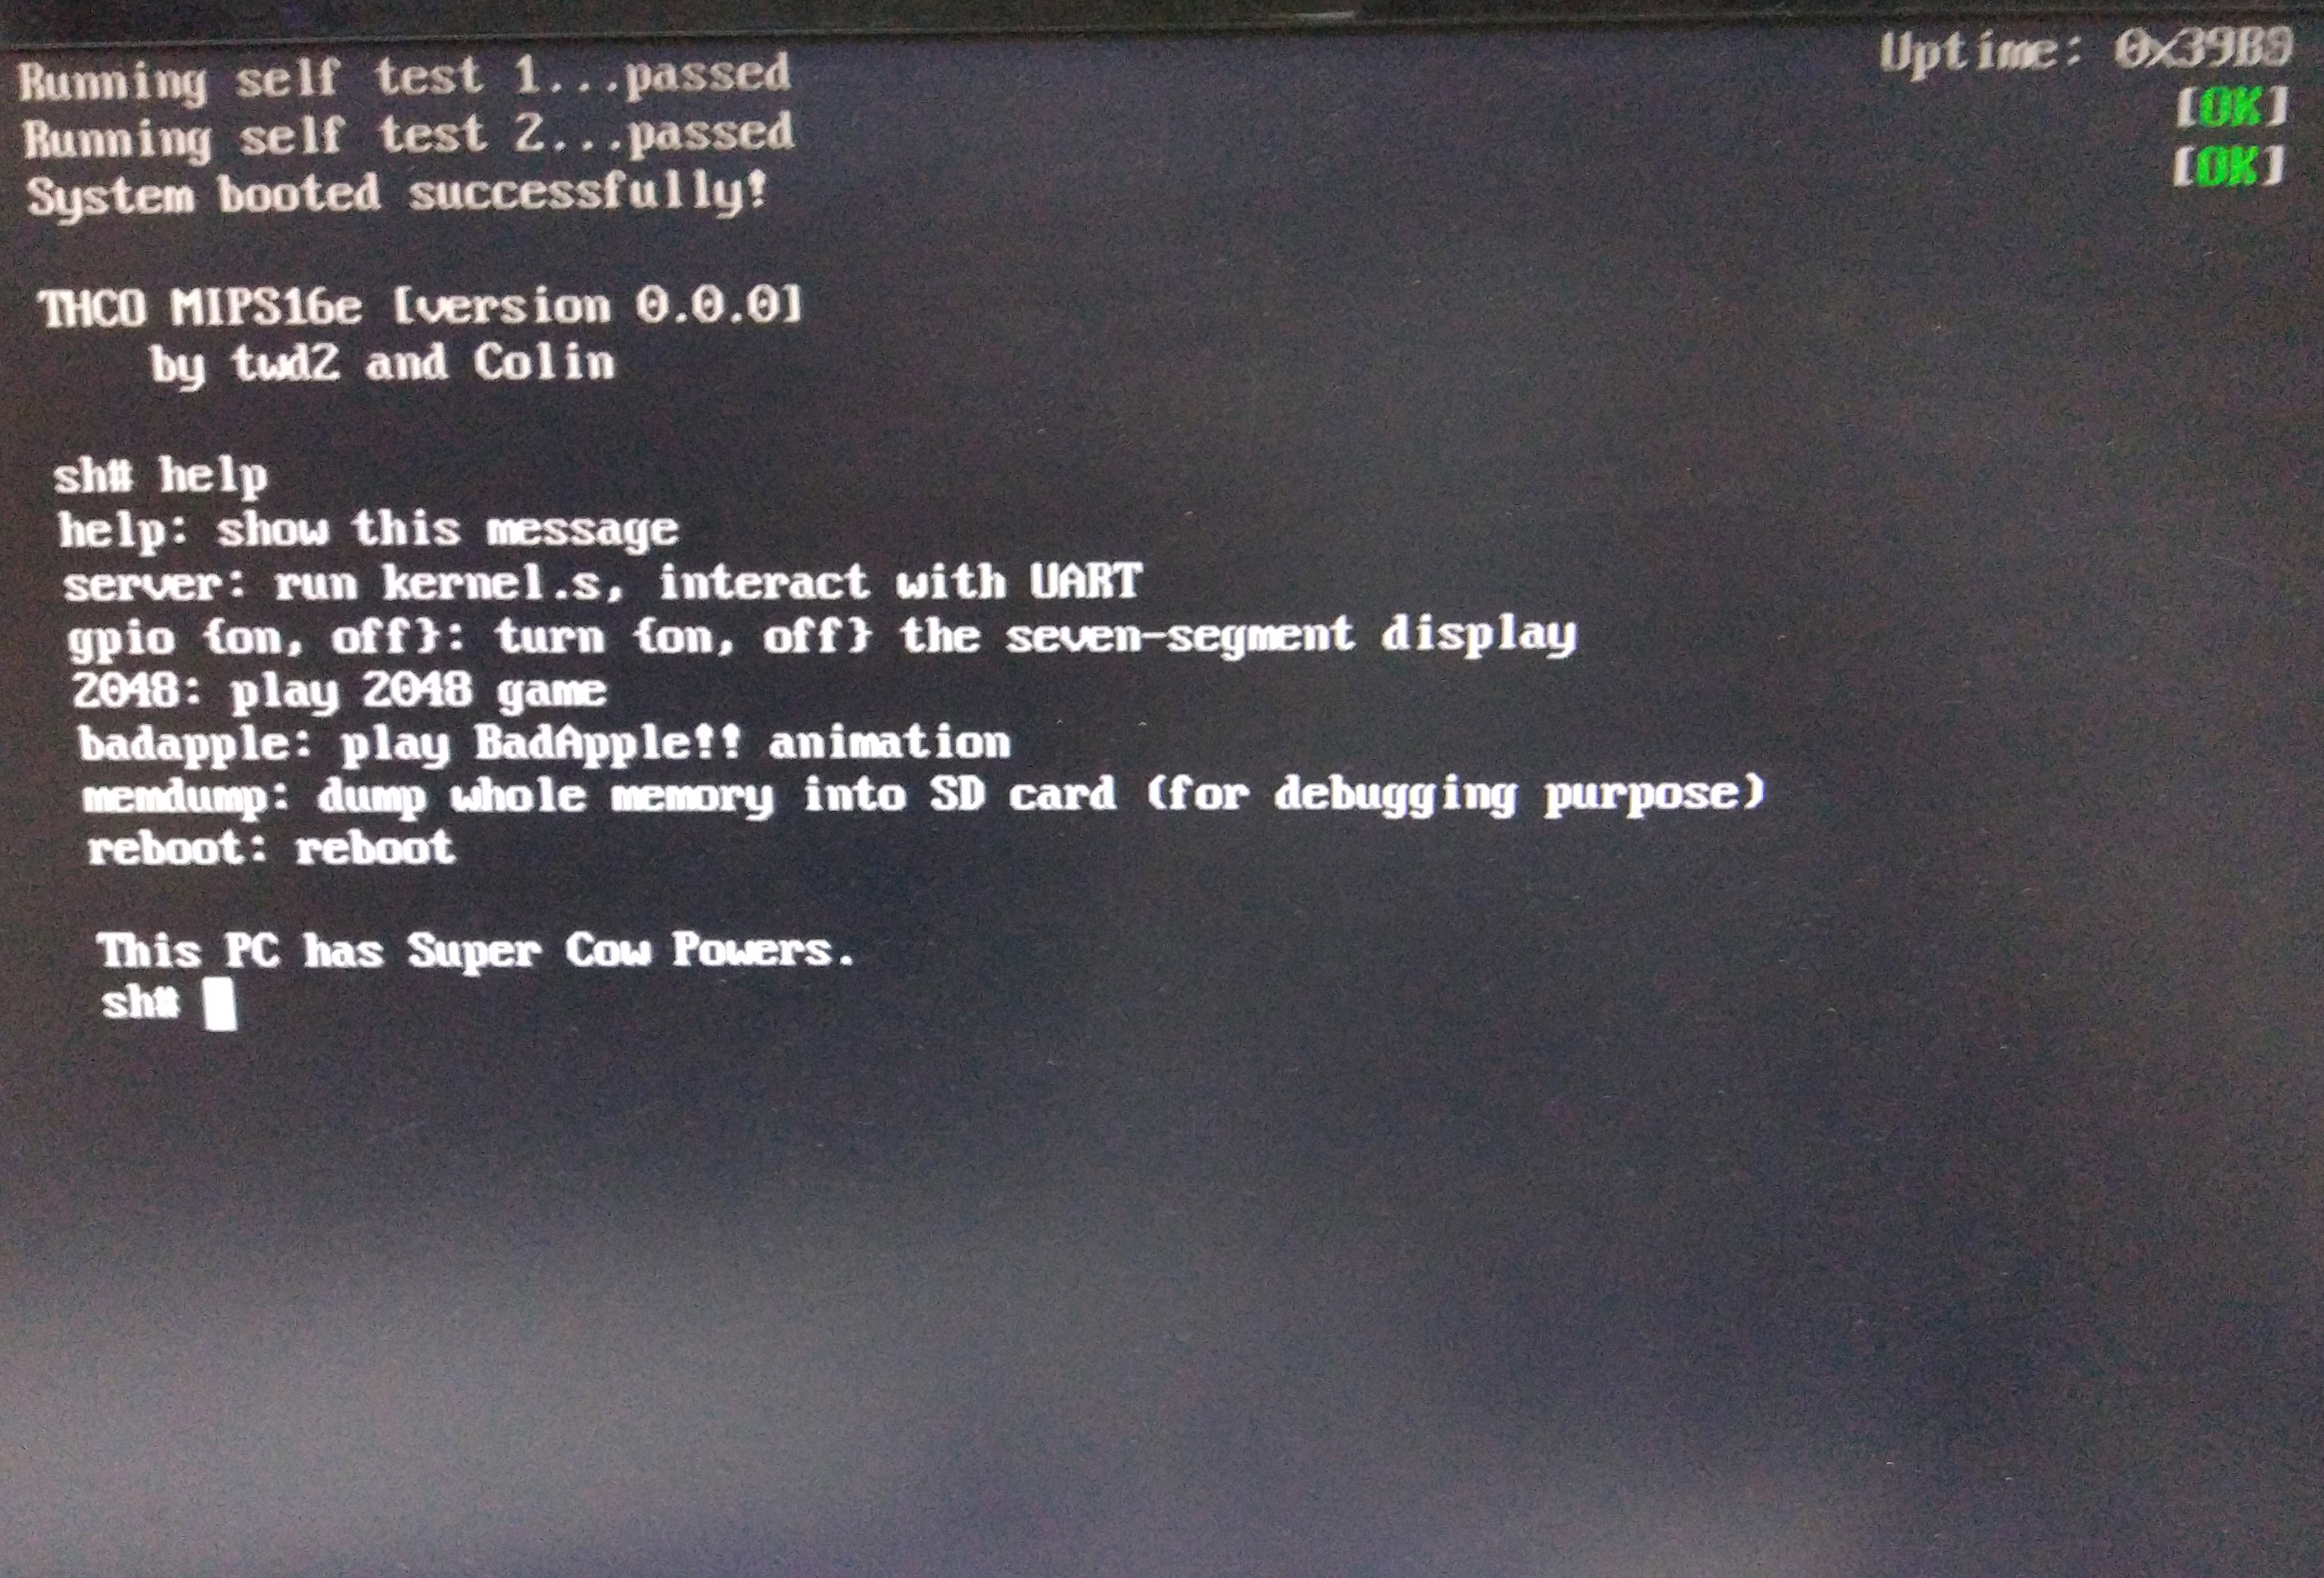 Uptime: 0x39B0
Running self test 1...passed [OK]
Running self test 2...passed [OK]
System booted successfully!
THCO MIPS16e [version 0.0.0]
by twd2 and Colin
sh# help
help: show this message
server: run kernel.s, interact with UART
gpio {on, off}: turn {on, off} the seven-segment display
2048: play 2048 game
badapple: play BadApple!! animation
memdump: dump whole memory into SD card (for debugging purpose)
reboot: reboot
This PC has Super Cow Powers.
sh#